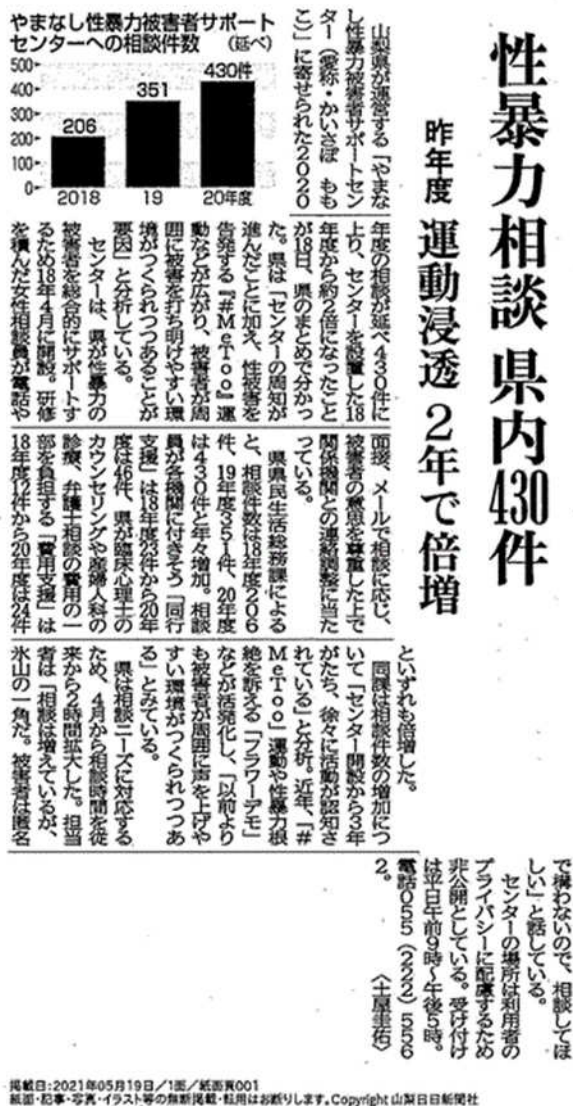 性暴力相談 県内430件
昨年度 運動浸透 2年で倍増
やまなし性暴力被害者サポート
センターへの相談件数 (延べ)
500
400
300
200
100
0
206
351
430件
2018
19
20年度
山梨県が運営する「やまな
し性暴力被害者サポートセン
ター(愛称・かいさぽ もも
こ)」に寄せられた2020
年度の相談が延べ430件に
上り、センターを設置した18
年度から約2倍になったこと
が18日、県のまとめで分かっ
た。県は「センターの周知が
進んだことに加え、性被害を
告発する『#MeToo』運
動などが広がり、被害者が周
囲に被害を打ち明けやすい環
境がつくられつつあることが
要因」と分析している。
センターは、県が性暴力の
被害者を総合的にサポートす
るため18年4月に開設。研修
を積んだ女性相談員が電話や
面接、メールで相談に応じ、
被害者の意思を尊重した上で
関係機関との連絡調整に当た
っている。
県県民生活総務課による
と、相談件数は18年度206
件、19年度351件、20年度
は430件と年々増加。相談
員が各機関に付きそう「同行
支援」は18年度23件から20年
度は46件、県が臨床心理士の
カウンセリングや産婦人科の
診療、弁護士相談の費用の一
部を負担する「費用支援」は
18年度12件から20年度は24件
といずれも倍増した。
同課は相談件数の増加につ
いて「センター開設から3年
がたち、徐々に活動が認知さ
れている」と分析。近年、「#
MeToo」運動や性暴力根
絶を訴える「フラワーデモ」
などが活発化し、「以前より
も被害者が周囲に声を上げや
すい環境がつくられつつあ
る」とみている。
県は相談ニーズに対応する
ため、4月から相談時間を従
来から2時間拡大した。担当
者は「相談は増えているが、
氷山の一角だ。被害者は匿名
で構わないので、相談してほ
しい」と話している。
センターの場所は利用者の
プライバシーに配慮するため
非公開としている。受け付け
は平日午前9時~午後5時。
電話055(222)556
2。 〈土屋圭佑〉
掲載日:2021年05月19日/1面/紙面頁001
紙面・記事・写真・イラスト等の無断掲載・転用はお断りします。Copyright 山梨日日新聞社